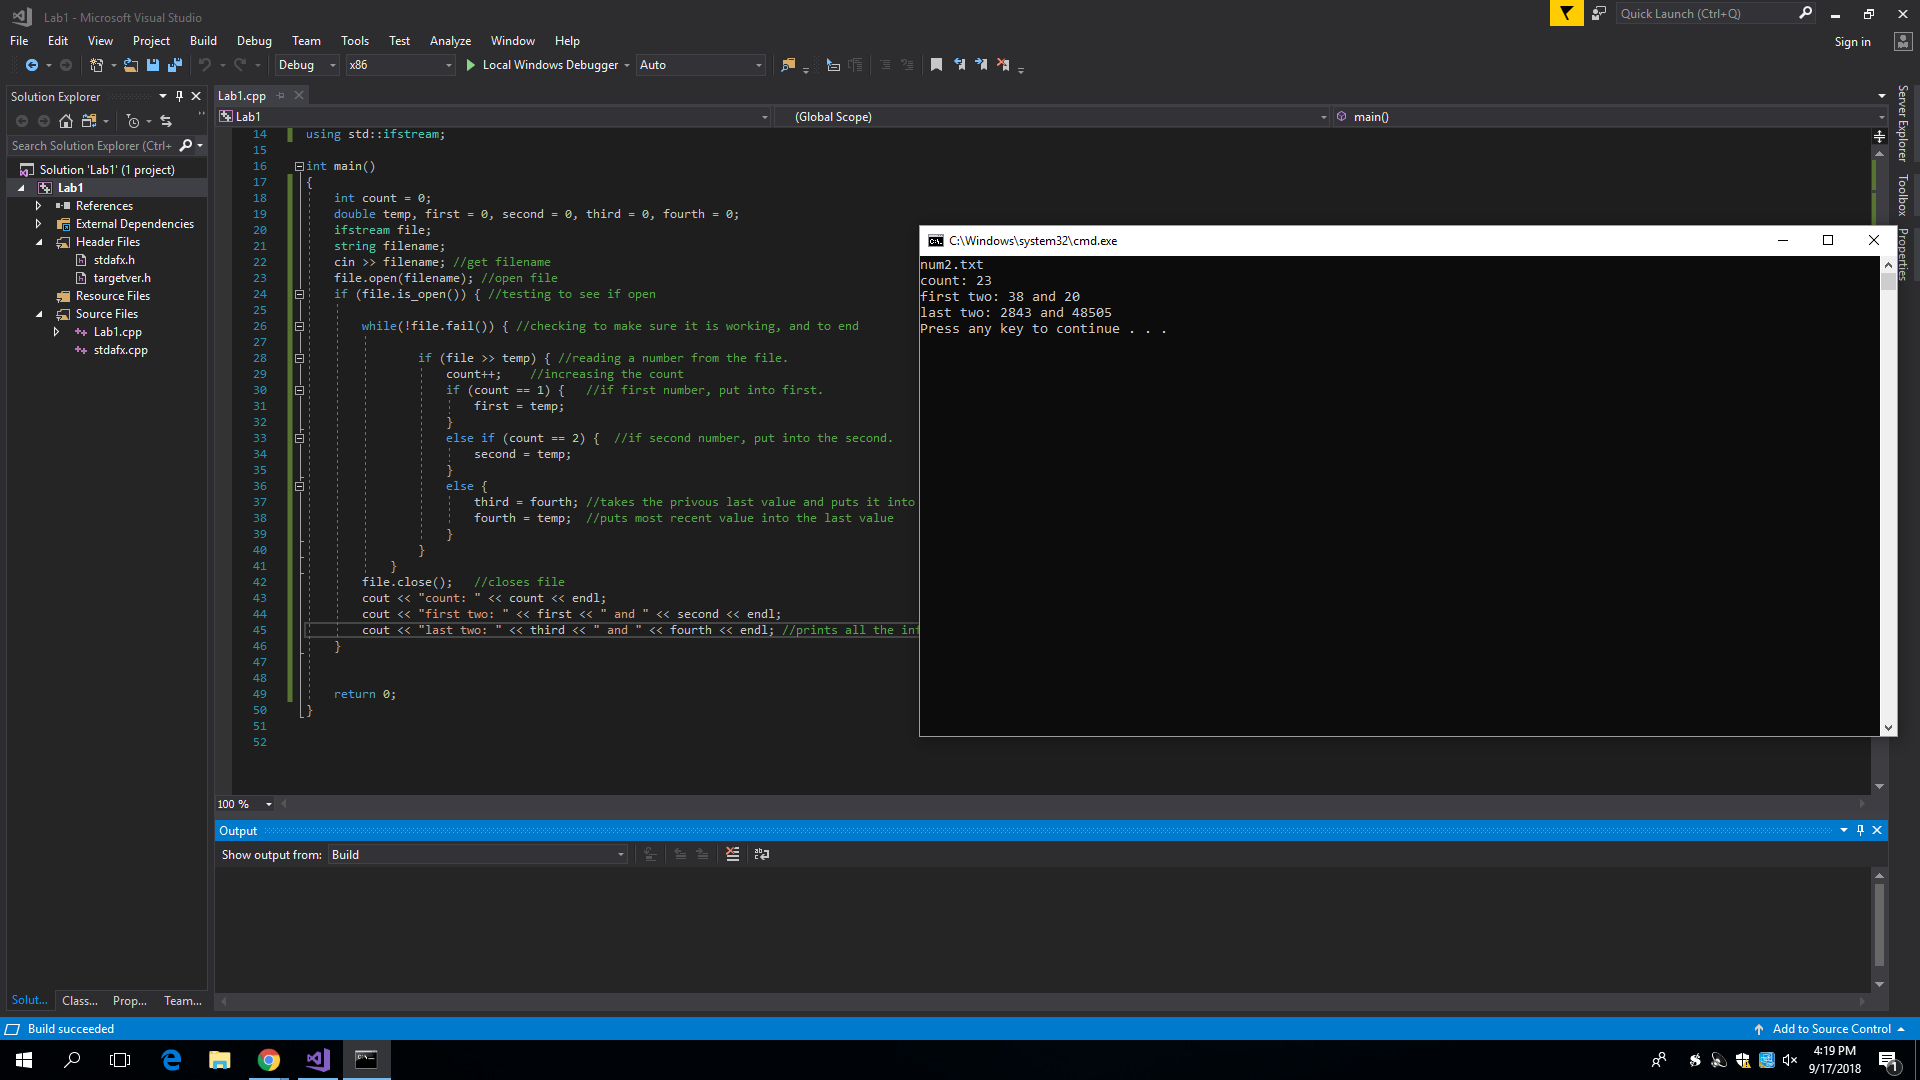 Lab1 - Microsoft Visual Studio
Quick Launch (Ctrl+Q)
File Edit View Project Build Debug Team Tools Test Analyze Window Help
Sign in
Debug x86 Local Windows Debugger Auto
Solution Explorer
Search Solution Explorer (Ctrl+
Solution 'Lab1' (1 project)
Lab1
References
External Dependencies
Header Files
stdafx.h
targetver.h
Resource Files
Source Files
Lab1.cpp
stdafx.cpp
Solut... Class... Prop... Team...
Lab1.cpp
Lab1 (Global Scope) main()
14 using std::ifstream;
15
16 int main()
17 {
18 int count = 0;
19 double temp, first = 0, second = 0, third = 0, fourth = 0;
20 ifstream file;
21 string filename;
22 cin >> filename; //get filename
23 file.open(filename); //open file
24 if (file.is_open()) { //testing to see if open
25
26 while(!file.fail()) { //checking to make sure it is working, and to end
27
28 if (file >> temp) { //reading a number from the file.
29 count++; //increasing the count
30 if (count == 1) { //if first number, put into first.
31 first = temp;
32 }
33 else if (count == 2) { //if second number, put into the second.
34 second = temp;
35 }
36 else {
37 third = fourth; //takes the privous last value and puts it into
38 fourth = temp; //puts most recent value into the last value
39 }
40 }
41 }
42 file.close(); //closes file
43 cout << "count: " << count << endl;
44 cout << "first two: " << first << " and " << second << endl;
45 cout << "last two: " << third << " and " << fourth << endl; //prints all the inf
46 }
47
48
49 return 0;
50 }
51
52
100 %
C:\Windows\system32\cmd.exe
num2.txt
count: 23
first two: 38 and 20
last two: 2843 and 48505
Press any key to continue . . .
Server Explorer
Toolbox
Properties
Output
Show output from: Build
Build succeeded
Add to Source Control
4:19 PM
9/17/2018
1